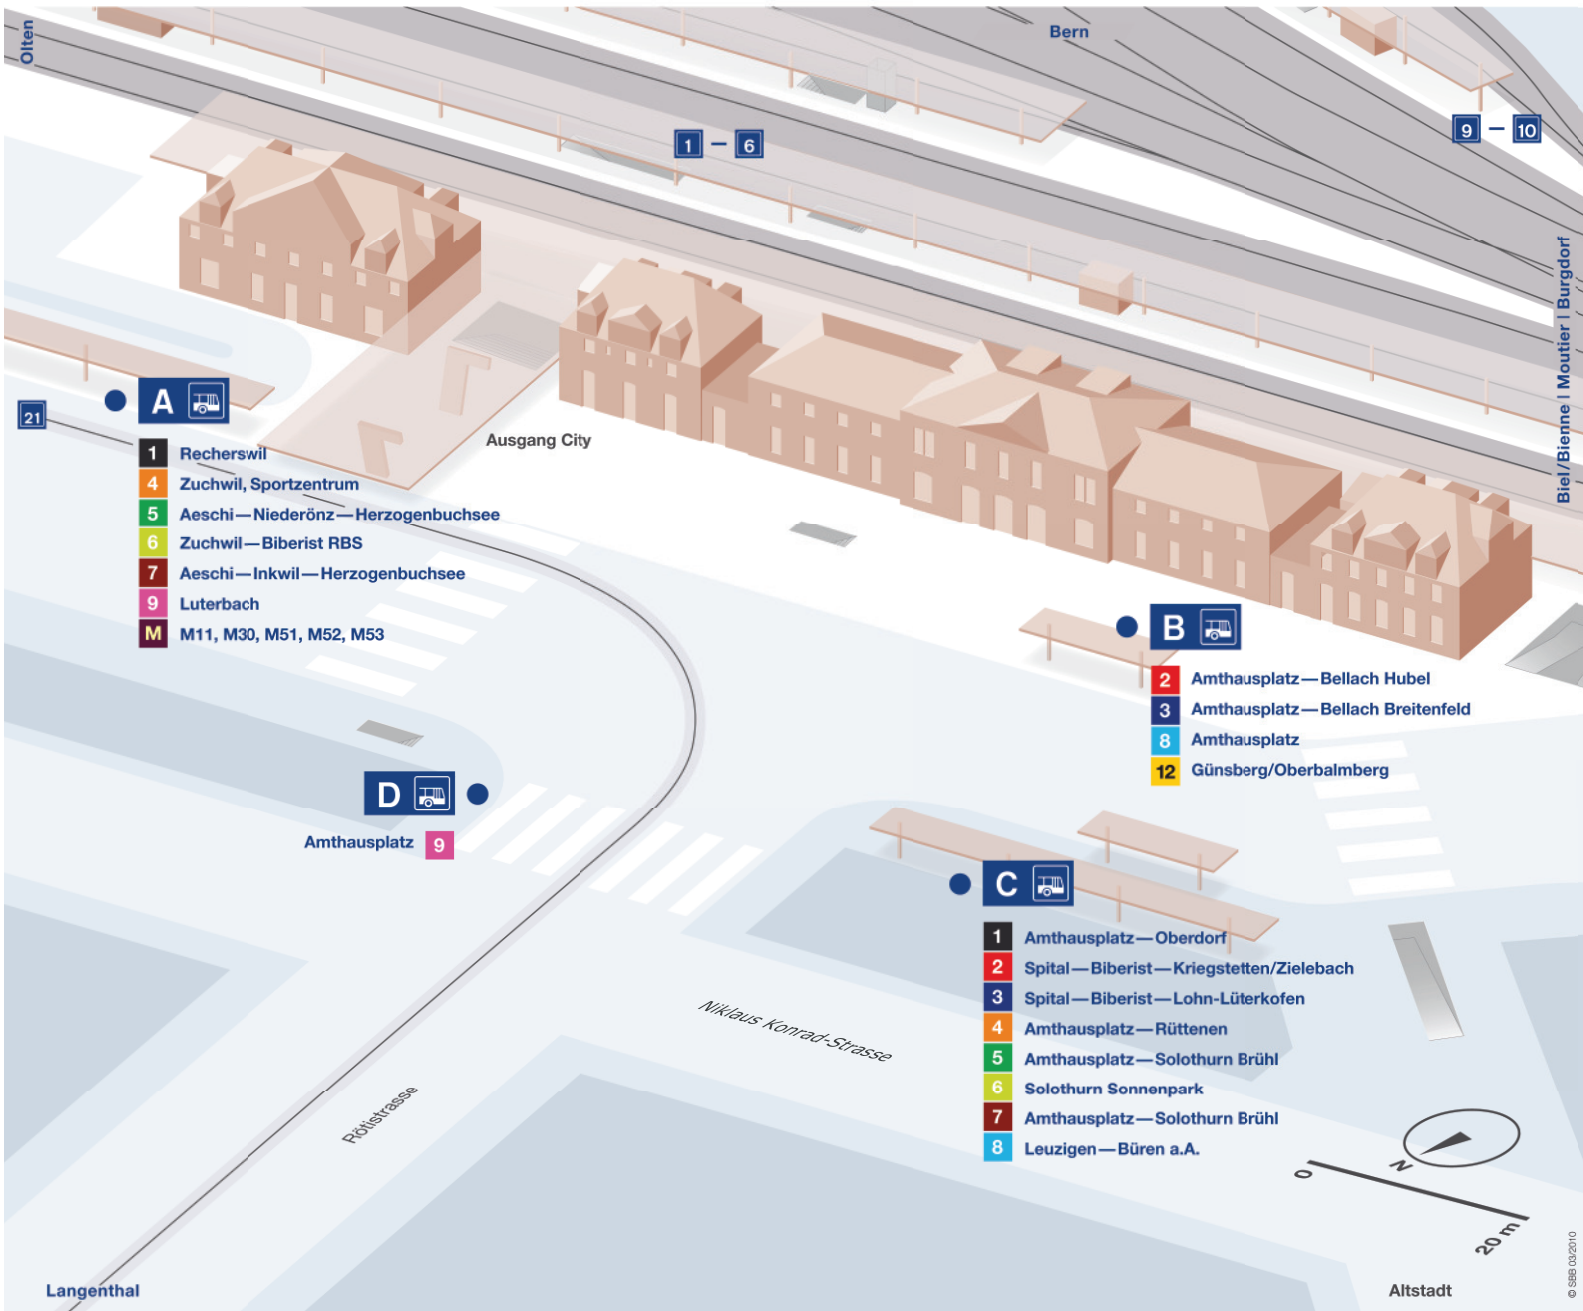 Olten
Bern
1 – 6
9 – 10
Biel/Bienne | Moutier | Burgdorf
21
Ausgang City
A
1 Recherswil
4 Zuchwil, Sportzentrum
5 Aeschi—Niederönz—Herzogenbuchsee
6 Zuchwil—Biberist RBS
7 Aeschi—Inkwil—Herzogenbuchsee
9 Luterbach
M M11, M30, M51, M52, M53
B
2 Amthausplatz—Bellach Hubel
3 Amthausplatz—Bellach Breitenfeld
8 Amthausplatz
12 Günsberg/Oberbalmberg
D
Amthausplatz 9
C
1 Amthausplatz—Oberdorf
2 Spital—Biberist—Kriegstetten/Zielebach
3 Spital—Biberist—Lohn-Lüterkofen
4 Amthausplatz—Rüttenen
5 Amthausplatz—Solothurn Brühl
6 Solothurn Sonnenpark
7 Amthausplatz—Solothurn Brühl
8 Leuzigen—Büren a.A.
Niklaus Konrad-Strasse
Rötistrasse
N
0
20 m
Langenthal
Altstadt
© SBB 03/2010